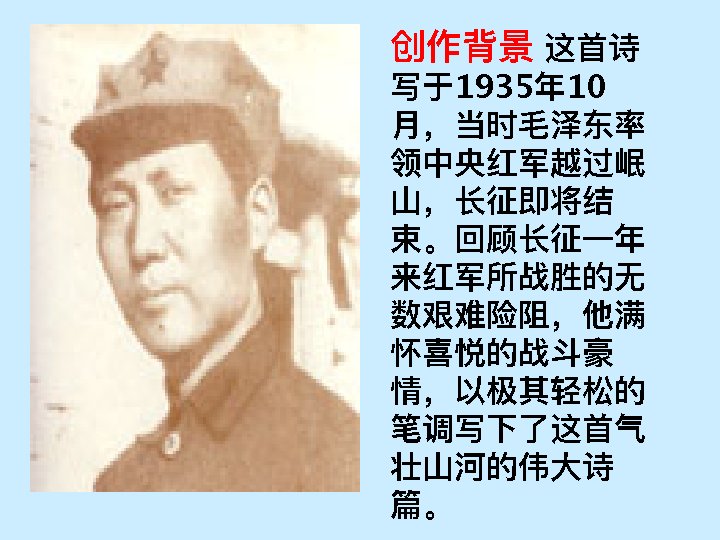 创作背景 这首诗
写于1935年10
月，当时毛泽东率
领中央红军越过岷
山，长征即将结
束。回顾长征一年
来红军所战胜的无
数艰难险阻，他满
怀喜悦的战斗豪
情，以极其轻松的
笔调写下了这首气
壮山河的伟大诗
篇。